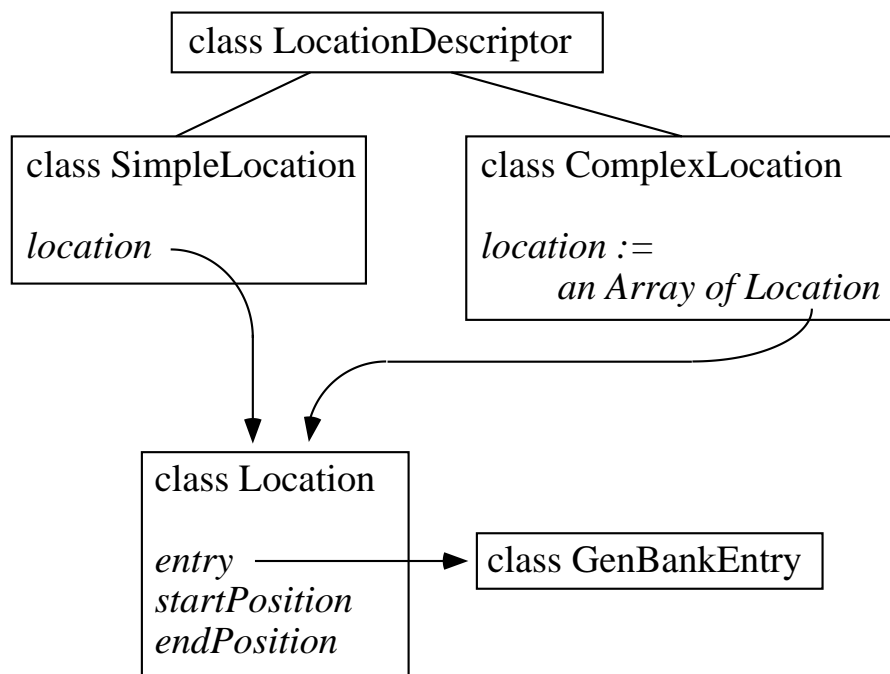 class LocationDescriptor
class SimpleLocation
location
class ComplexLocation
location :=
an Array of Location
class Location
entry
startPosition
endPosition
class GenBankEntry